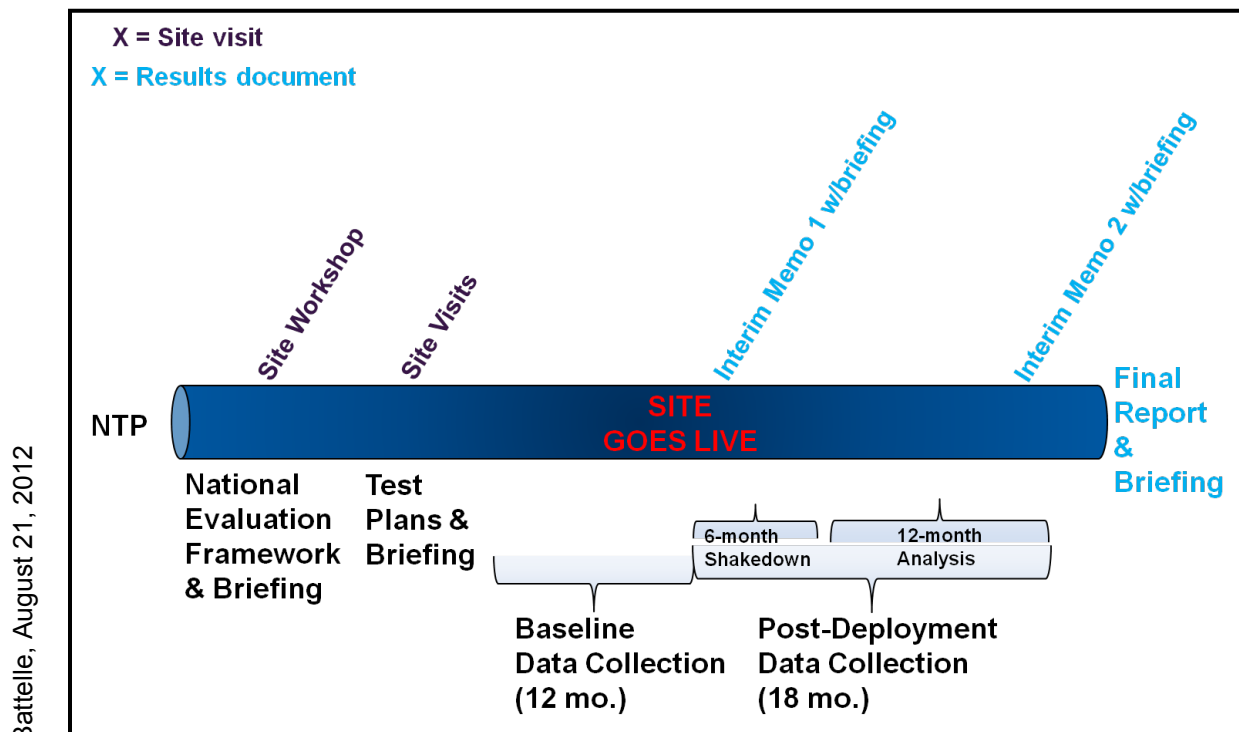 X = Site visit
X = Results document
Site Workshop
Site Visits
Interim Memo 1 w/briefing
Interim Memo 2 w/briefing
NTP
SITE
GOES LIVE
Final
Report
&
Briefing
National
Evaluation
Framework
& Briefing
Test
Plans &
Briefing
6-month
Shakedown
12-month
Analysis
Baseline
Data Collection
(12 mo.)
Post-Deployment
Data Collection
(18 mo.)
Battelle, August 21, 2012